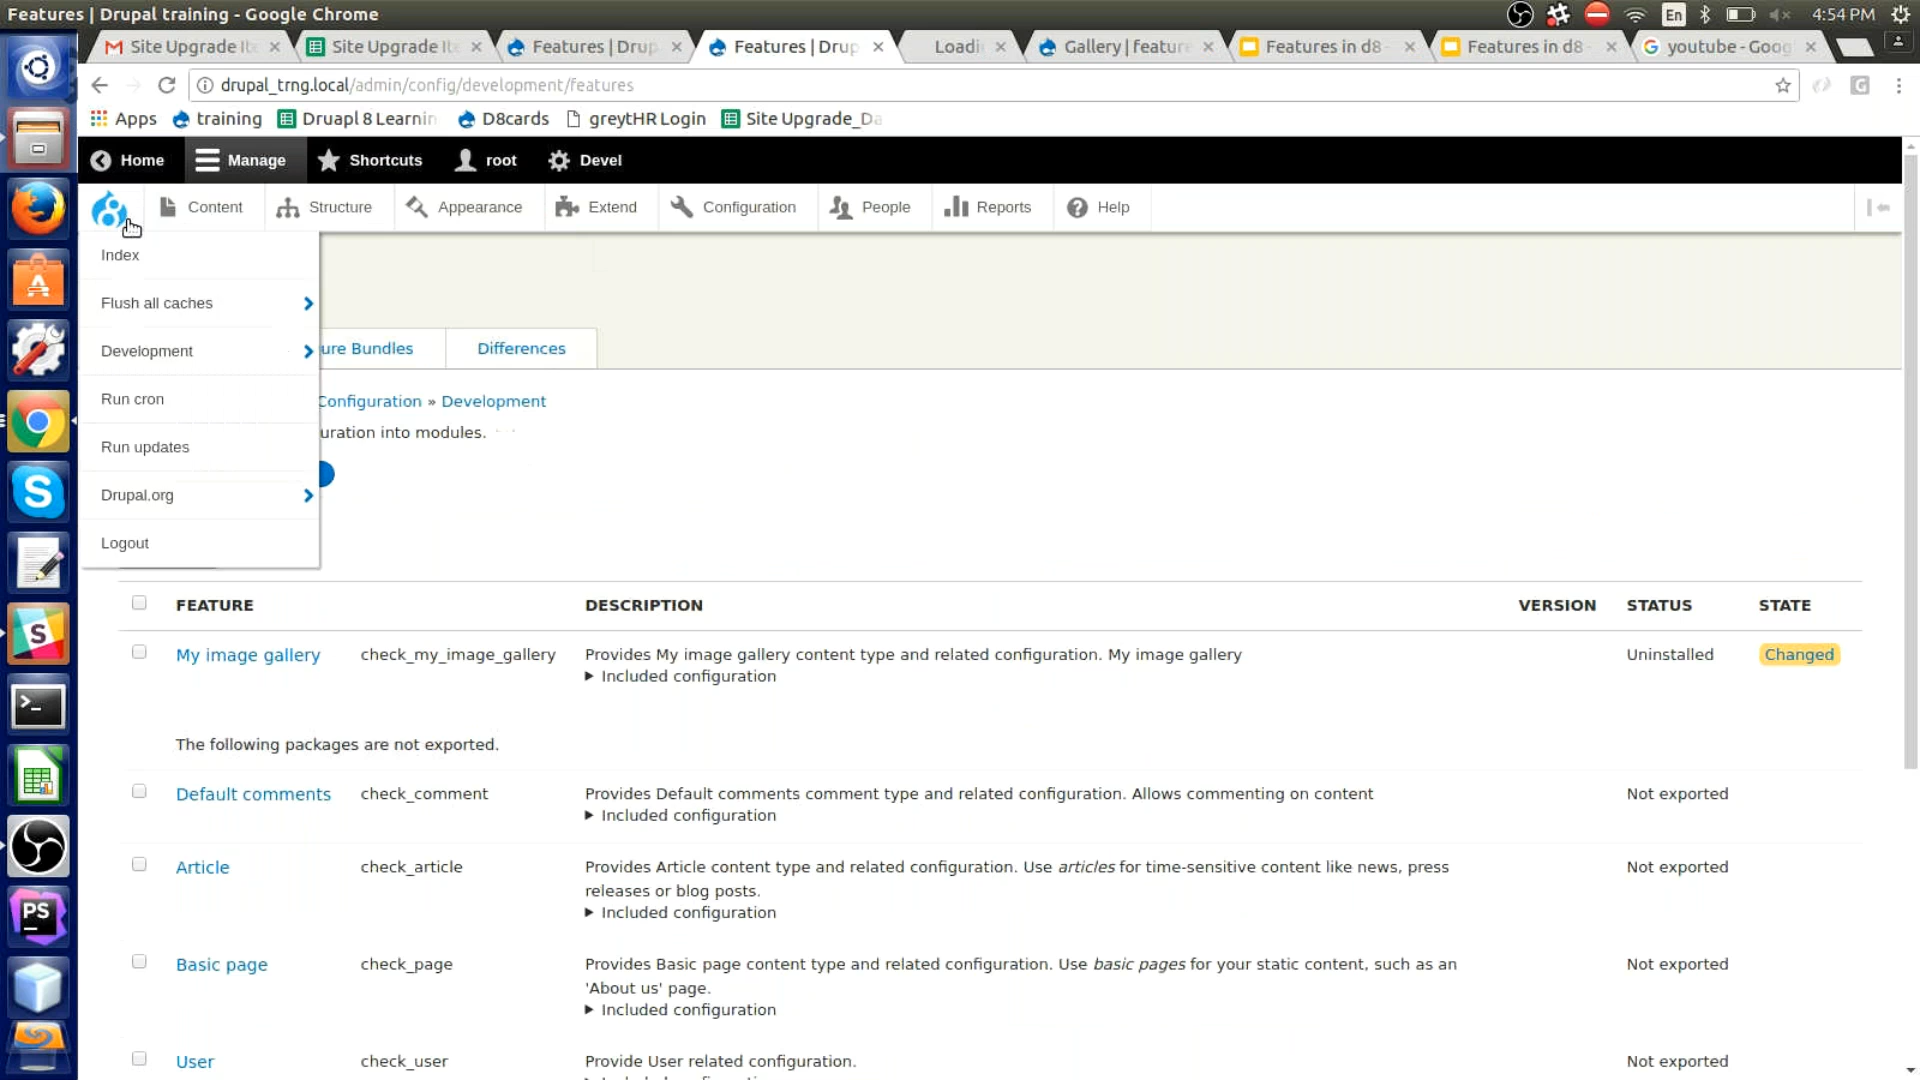 Features | Drupal training - Google Chrome
En
4:54 PM
Site Upgrade Ite
Site Upgrade It
Features | Drup
Features | Drup
Loadi
Gallery | feature
Features in d8 -
Features in d8 -
youtube - Goog
drupal_trng.local/admin/config/development/features
Apps
training
Druapl 8 Learnin
D8cards
greytHR Login
Site Upgrade_Da
Home
Manage
Shortcuts
root
Devel
Content
Structure
Appearance
Extend
Configuration
People
Reports
Help
Index
Flush all caches
Development
Run cron
Run updates
Drupal.org
Logout
ure Bundles
Differences
Configuration » Development
uration into modules.
FEATURE DESCRIPTION VERSION STATUS STATE
My image gallery check_my_image_gallery Provides My image gallery content type and related configuration. My image gallery Uninstalled Changed
Included configuration
The following packages are not exported.
Default comments check_comment Provides Default comments comment type and related configuration. Allows commenting on content Not exported
Included configuration
Article check_article Provides Article content type and related configuration. Use articles for time-sensitive content like news, press Not exported
releases or blog posts.
Included configuration
Basic page check_page Provides Basic page content type and related configuration. Use basic pages for your static content, such as an Not exported
'About us' page.
Included configuration
User check_user Provide User related configuration. Not exported